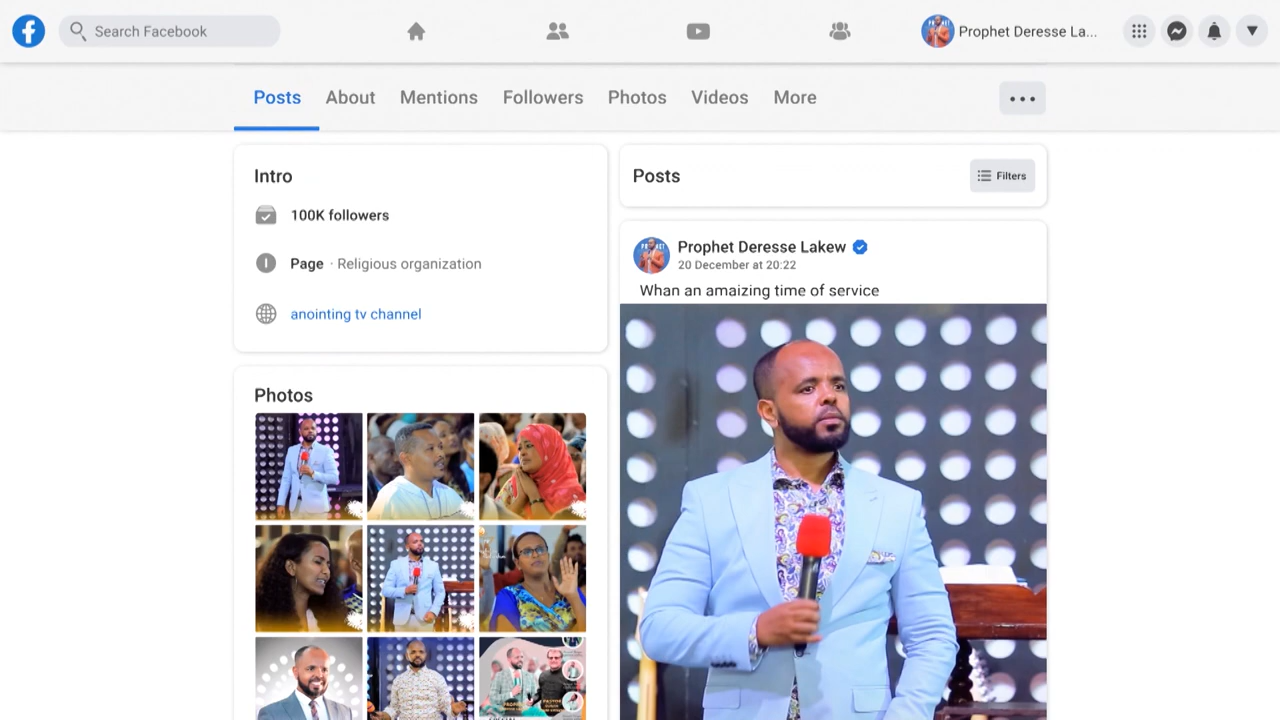 Search Facebook
Prophet Deresse La...
Posts
About
Mentions
Followers
Photos
Videos
More
Intro
100K followers
Page · Religious organization
anointing tv channel
Photos
Posts
Filters
Prophet Deresse Lakew
20 December at 20:22
Whan an amaizing time of service